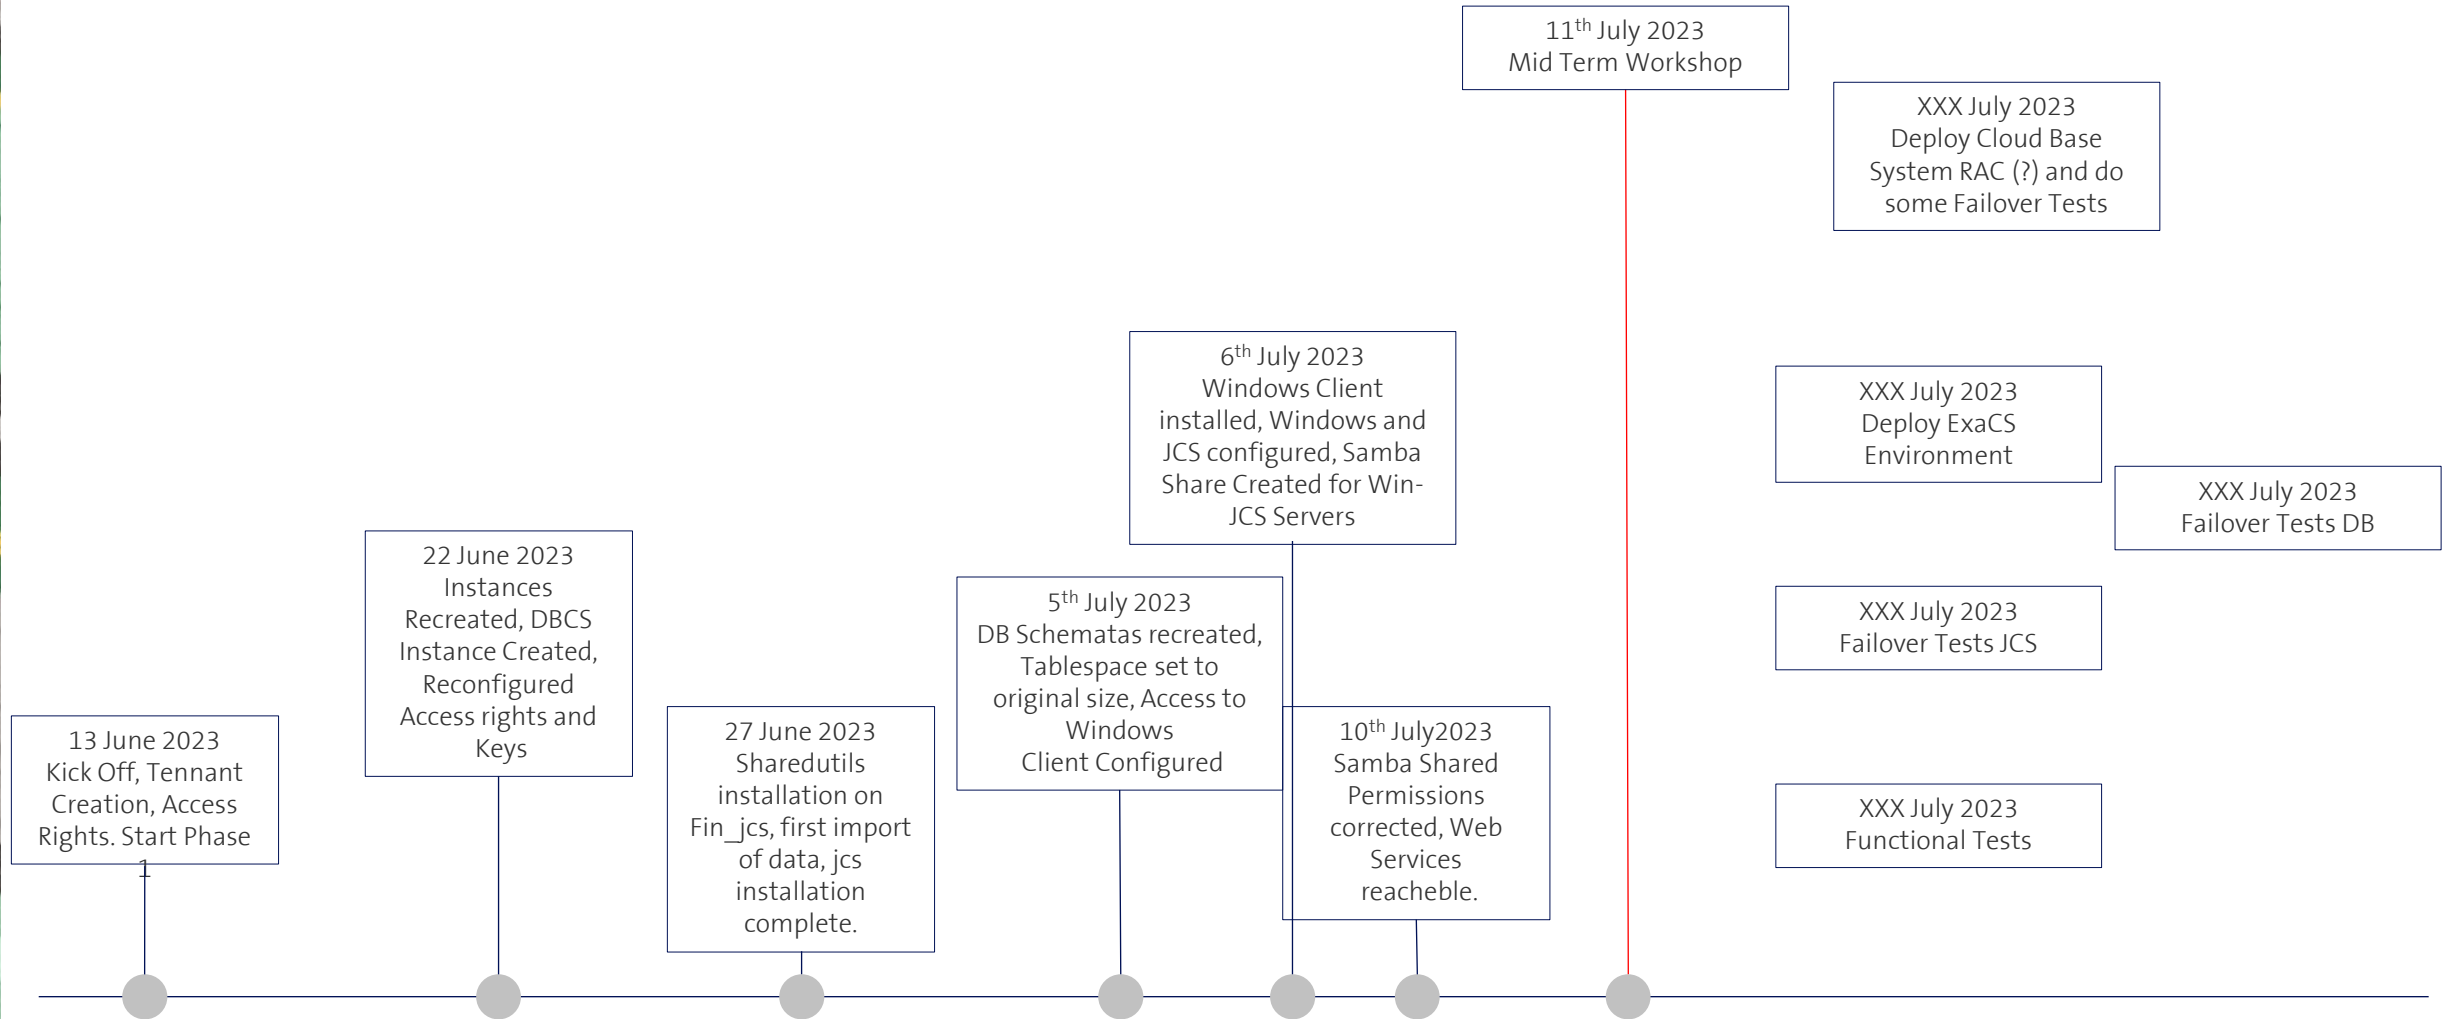 11th July 2023
Mid Term Workshop
XXX July 2023
Deploy Cloud Base
System RAC (?) and do
some Failover Tests
6th July 2023
Windows Client
installed, Windows and
JCS configured, Samba
Share Created for Win-
JCS Servers
XXX July 2023
Deploy ExaCS
Environment
XXX July 2023
Failover Tests DB
22 June 2023
Instances
Recreated, DBCS
Instance Created,
Reconfigured
Access rights and
Keys
5th July 2023
DB Schematas recreated,
Tablespace set to
original size, Access to
Windows
Client Configured
XXX July 2023
Failover Tests JCS
13 June 2023
Kick Off, Tennant
Creation, Access
Rights. Start Phase
1
27 June 2023
Sharedutils
installation on
Fin_jcs, first import
of data, jcs
installation
complete.
10th July2023
Samba Shared
Permissions
corrected, Web
Services
reacheble.
XXX July 2023
Functional Tests